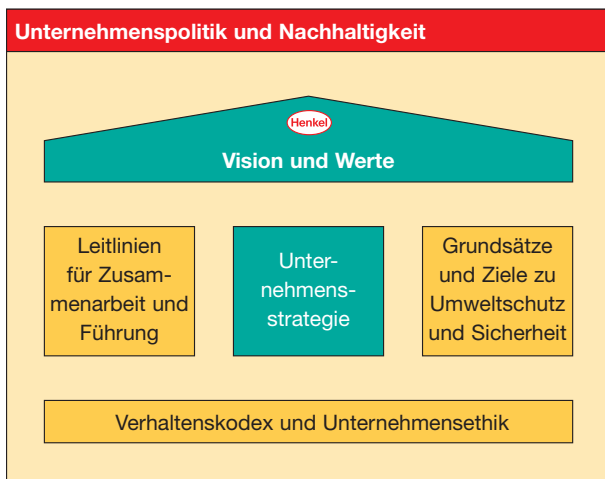 Unternehmenspolitik und Nachhaltigkeit
Henkel
Vision und Werte
Leitlinien
für Zusam-
menarbeit und
Führung
Unter-
nehmens-
strategie
Grundsätze
und Ziele zu
Umweltschutz
und Sicherheit
Verhaltenskodex und Unternehmensethik